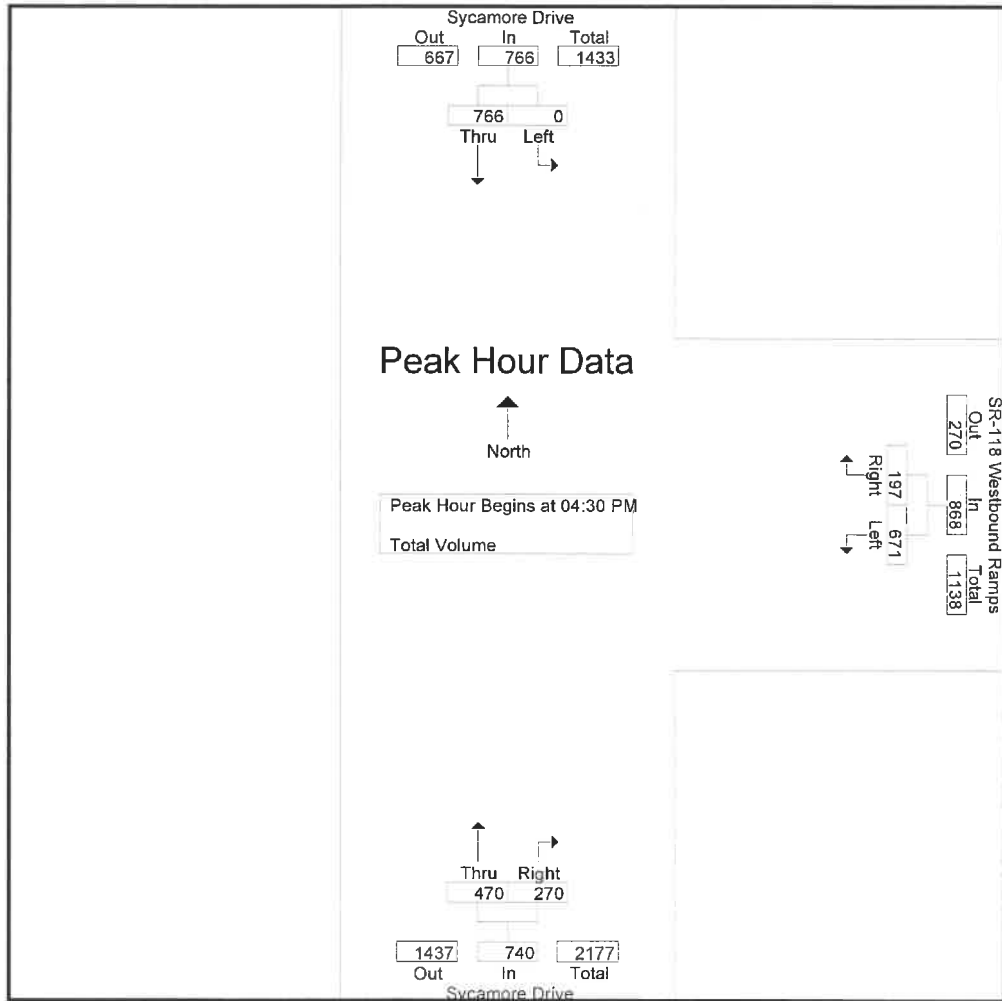 Sycamore Drive
Out In Total
667 766 1433
766 0
Thru Left
Peak Hour Data
North
Peak Hour Begins at 04:30 PM
Total Volume
SR-118 Westbound Ramps
Out In Total
270 868 1138
197 671
Right Left
Thru Right
470 270
1437 740 2177
Out In Total
Sycamore Drive